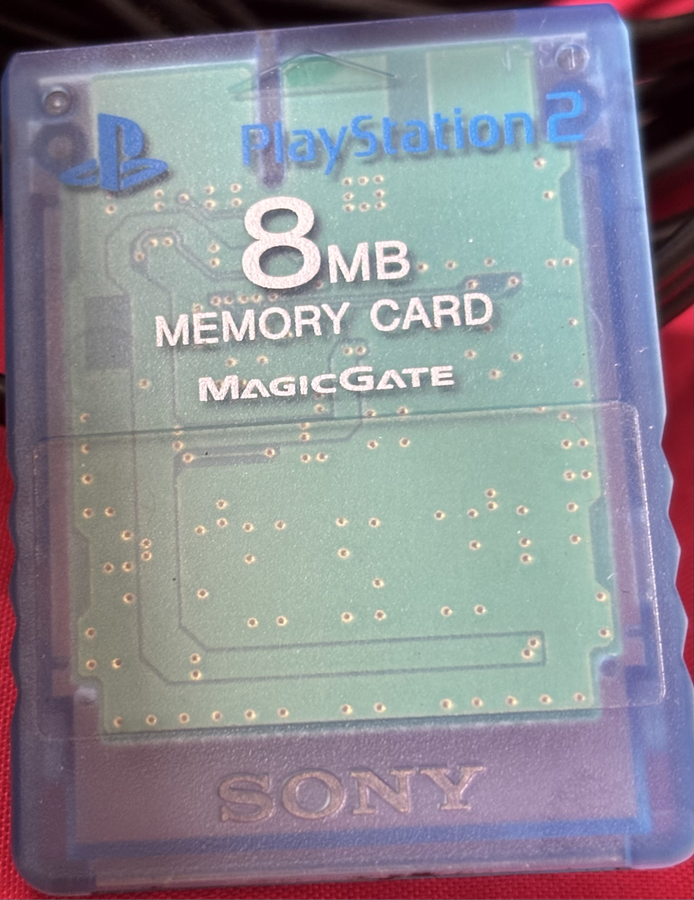 PlayStation 2
8MB
MEMORY CARD
MAGICGATE
SONY